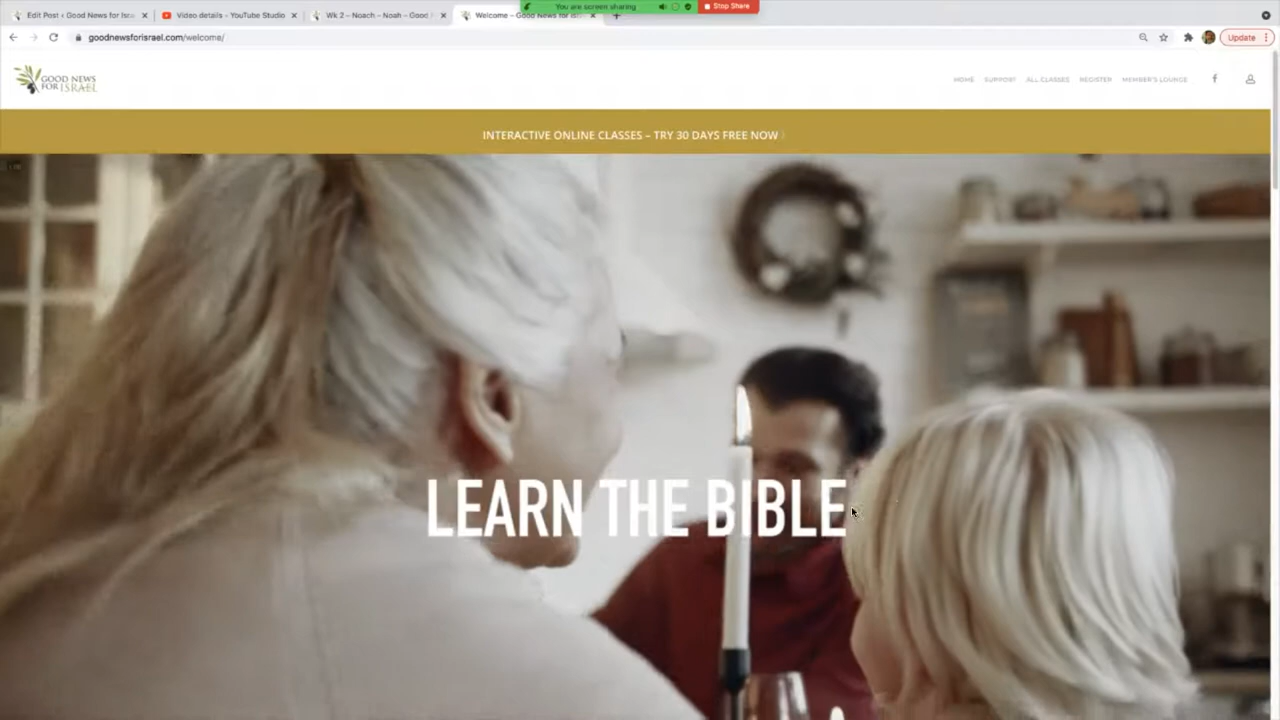 You are screen sharing
Stop Share
Edit Post ‹ Good News for Isra
Video details - YouTube Studio
Wk 2 – Noach – Noah – Good
Welcome – Good News for Isr
goodnewsforisrael.com/welcome/
Update
GOOD NEWS
FOR ISRAEL
HOME SUPPORT ALL CLASSES REGISTER MEMBER'S LOUNGE
INTERACTIVE ONLINE CLASSES – TRY 30 DAYS FREE NOW
LEARN THE BIBLE